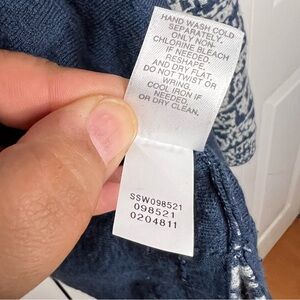 HAND WASH COLD
SEPARATELY.
ONLY NON-
CHLORINE BLEACH
IF NEEDED.
RESHAPE
AND DRY FLAT.
DO NOT TWIST OR
WRING.
COOL IRON IF
NEEDED.
OR DRY CLEAN.
SSW098521
098521
0204811